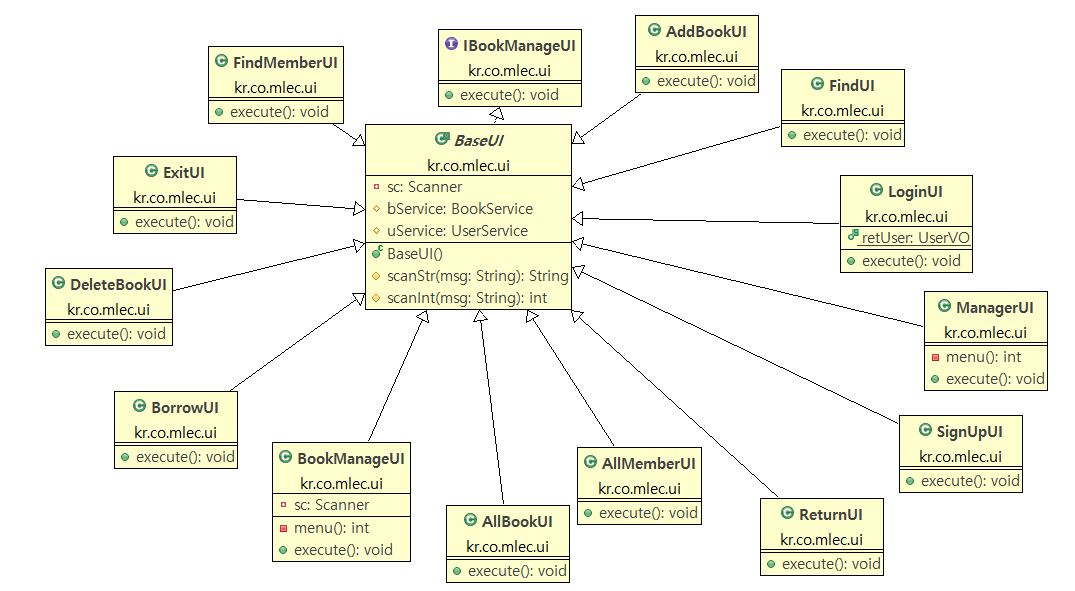 FindMemberUI
kr.co.mlec.ui
execute(): void
IBookManageUI
kr.co.mlec.ui
execute(): void
AddBookUI
kr.co.mlec.ui
execute(): void
FindUI
kr.co.mlec.ui
execute(): void
BaseUI
kr.co.mlec.ui
sc: Scanner
bService: BookService
uService: UserService
BaseUI()
scanStr(msg: String): String
scanInt(msg: String): int
ExitUI
kr.co.mlec.ui
execute(): void
LoginUI
kr.co.mlec.ui
retUser: UserVO
execute(): void
DeleteBookUI
kr.co.mlec.ui
execute(): void
ManagerUI
kr.co.mlec.ui
menu(): int
execute(): void
BorrowUI
kr.co.mlec.ui
execute(): void
SignUpUI
kr.co.mlec.ui
execute(): void
BookManageUI
kr.co.mlec.ui
sc: Scanner
menu(): int
execute(): void
AllMemberUI
kr.co.mlec.ui
execute(): void
AllBookUI
kr.co.mlec.ui
execute(): void
ReturnUI
kr.co.mlec.ui
execute(): void